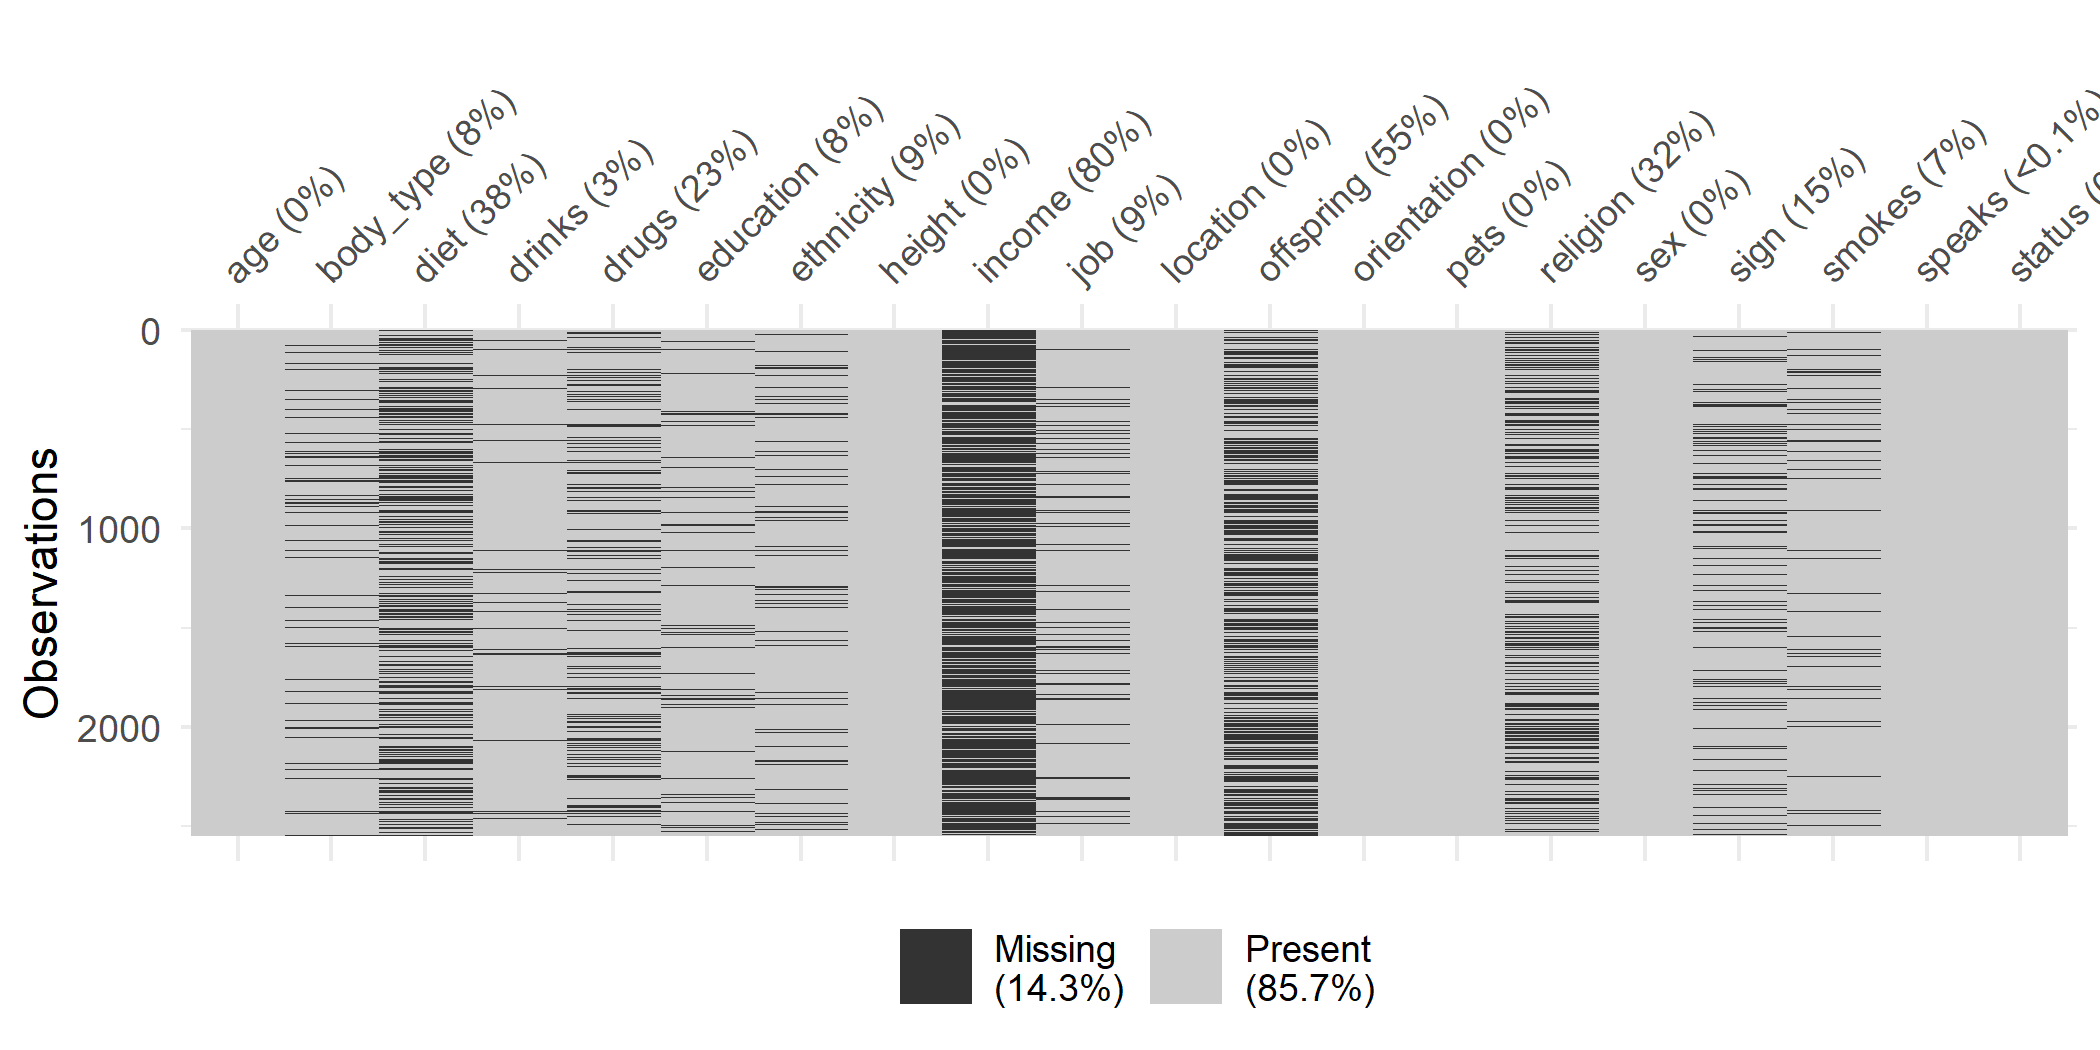 age (0%)
body_type (8%)
diet (38%)
drinks (3%)
drugs (23%)
education (8%)
ethnicity (9%)
height (0%)
income (80%)
job (9%)
location (0%)
offspring (55%)
orientation (0%)
pets (0%)
religion (32%)
sex (0%)
sign (15%)
smokes (7%)
speaks (<0.1%
status
0
1000
2000
Observations
Missing
(14.3%)
Present
(85.7%)